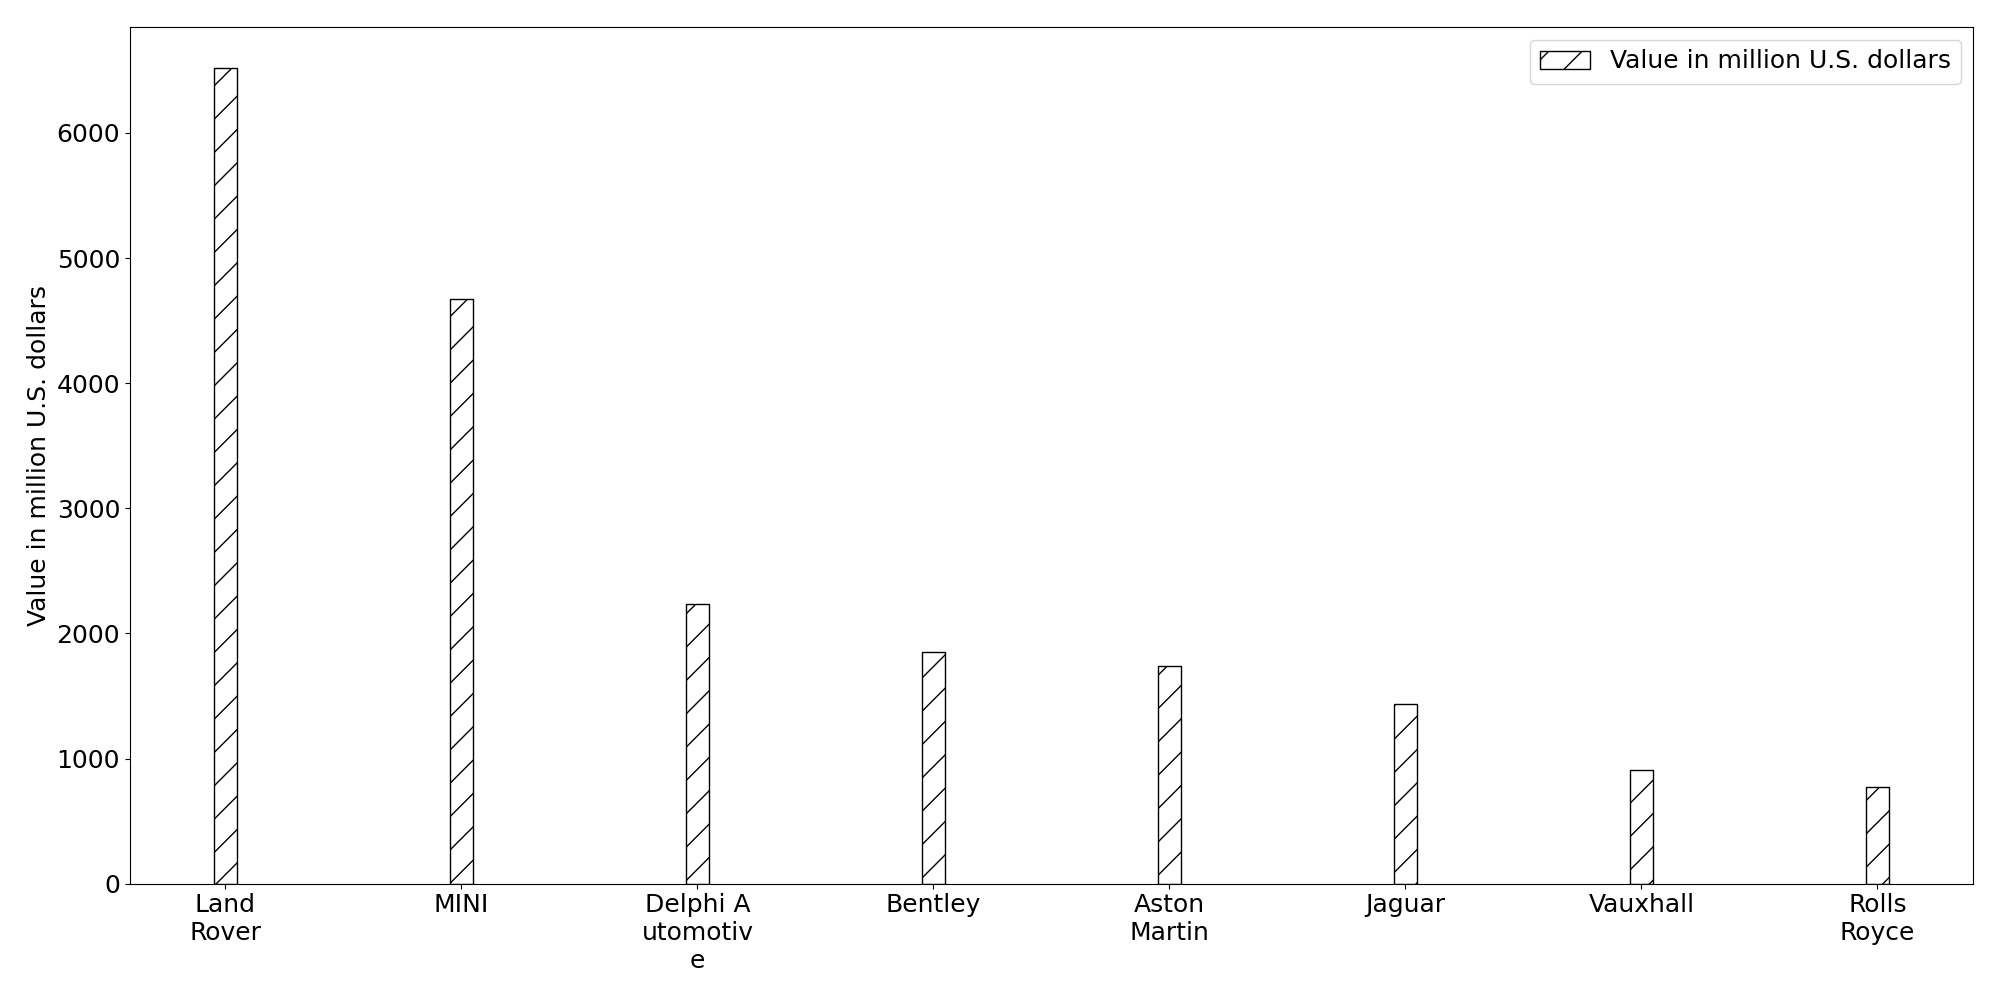 Value in million U.S. dollars
6000
5000
4000
3000
2000
1000
0
Value in million U.S. dollars
Land
Rover
MINI
Delphi A
utomotiv
e
Bentley
Aston
Martin
Jaguar
Vauxhall
Rolls
Royce